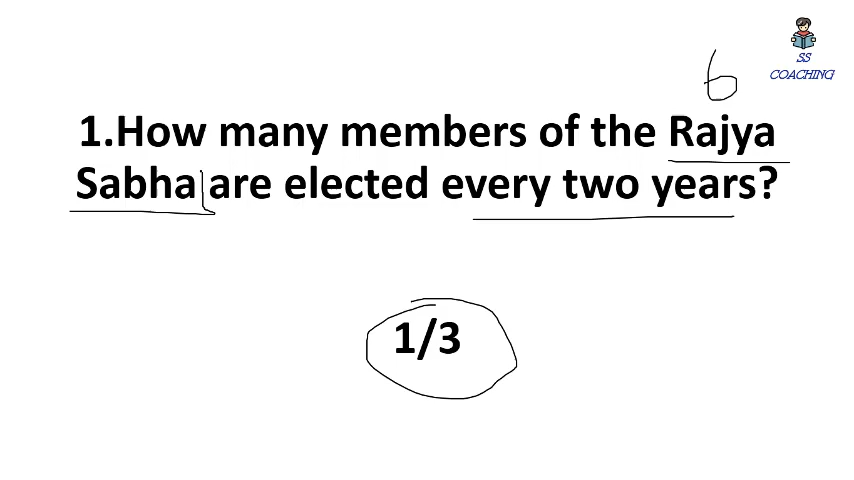 6
SS
COACHING
1.How many members of the Rajya
Sabha are elected every two years?
1/3